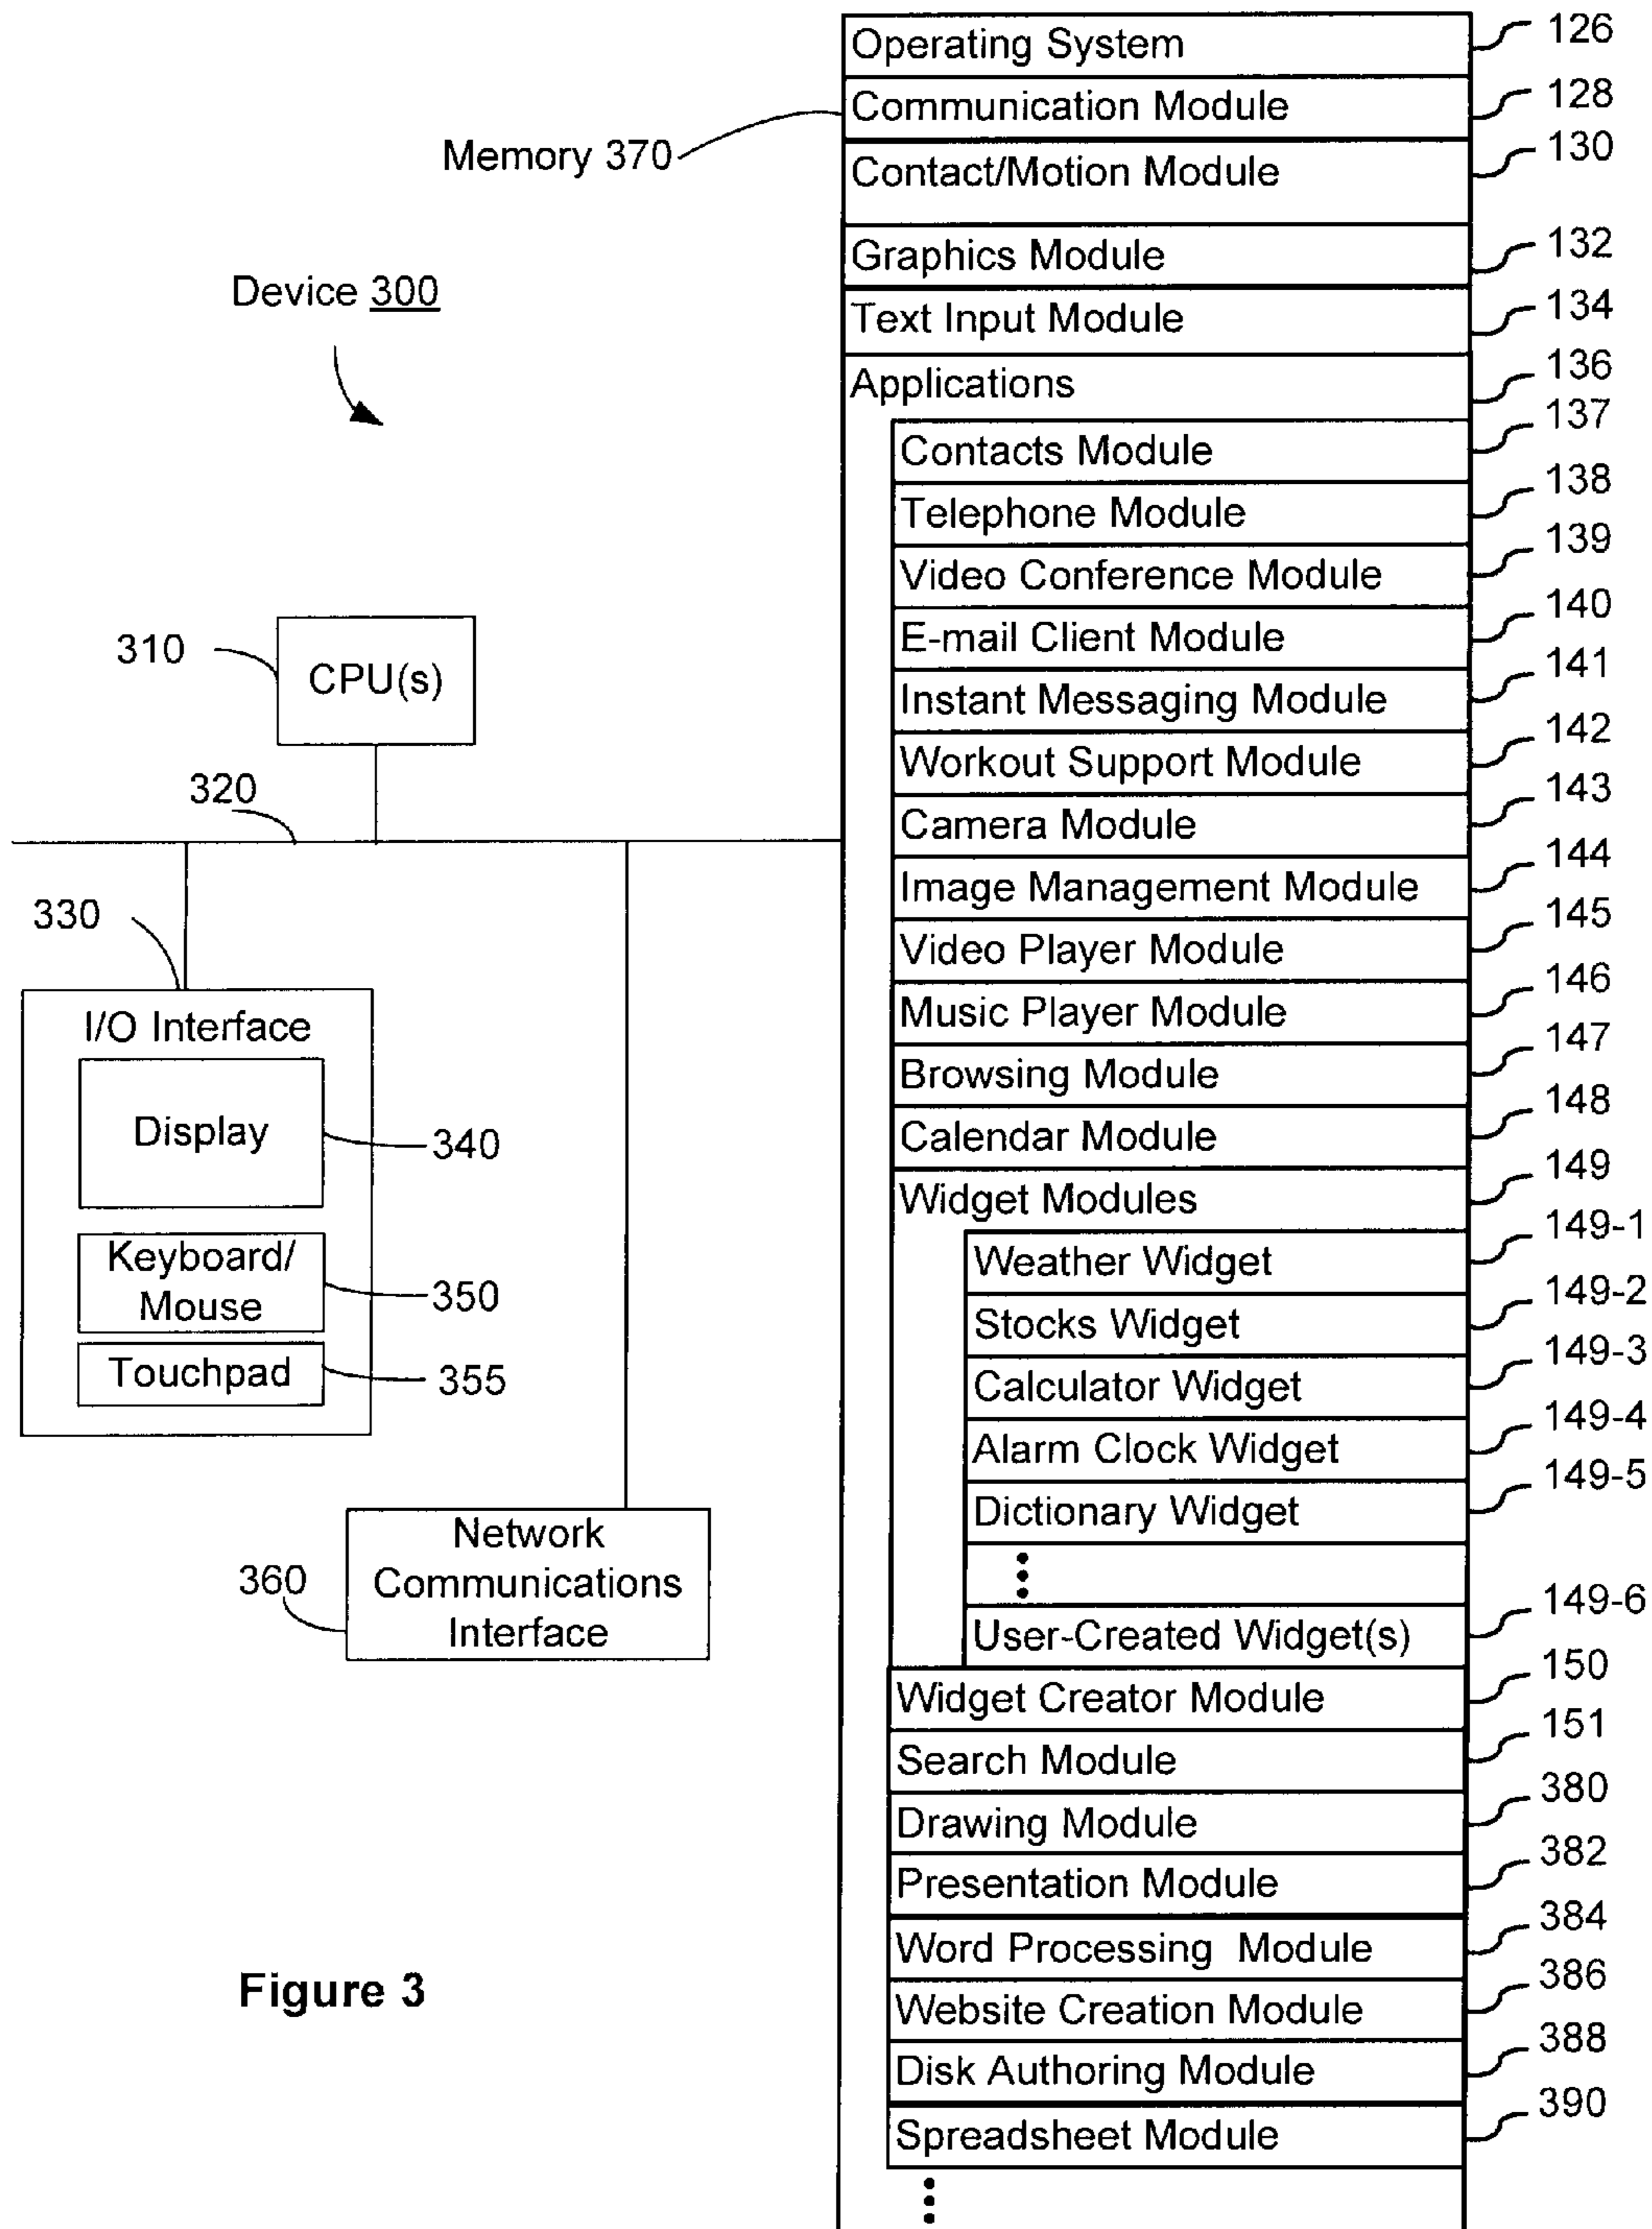 Operating System 126
Communication Module 128
Memory 370
Contact/Motion Module 130
Graphics Module 132
Device 300
Text Input Module 134
Applications 136
Contacts Module 137
Telephone Module 138
Video Conference Module 139
E-mail Client Module 140
Instant Messaging Module 141
Workout Support Module 142
Camera Module 143
Image Management Module 144
Video Player Module 145
Music Player Module 146
Browsing Module 147
Calendar Module 148
Widget Modules 149
Weather Widget 149-1
Stocks Widget 149-2
Calculator Widget 149-3
Alarm Clock Widget 149-4
Dictionary Widget 149-5
User-Created Widget(s) 149-6
Widget Creator Module 150
Search Module 151
Drawing Module 380
Presentation Module 382
Word Processing Module 384
Website Creation Module 386
Disk Authoring Module 388
Spreadsheet Module 390
310
CPU(s)
320
330
I/O Interface
Display
340
Keyboard/
Mouse
350
Touchpad
355
360
Network
Communications
Interface
Figure 3